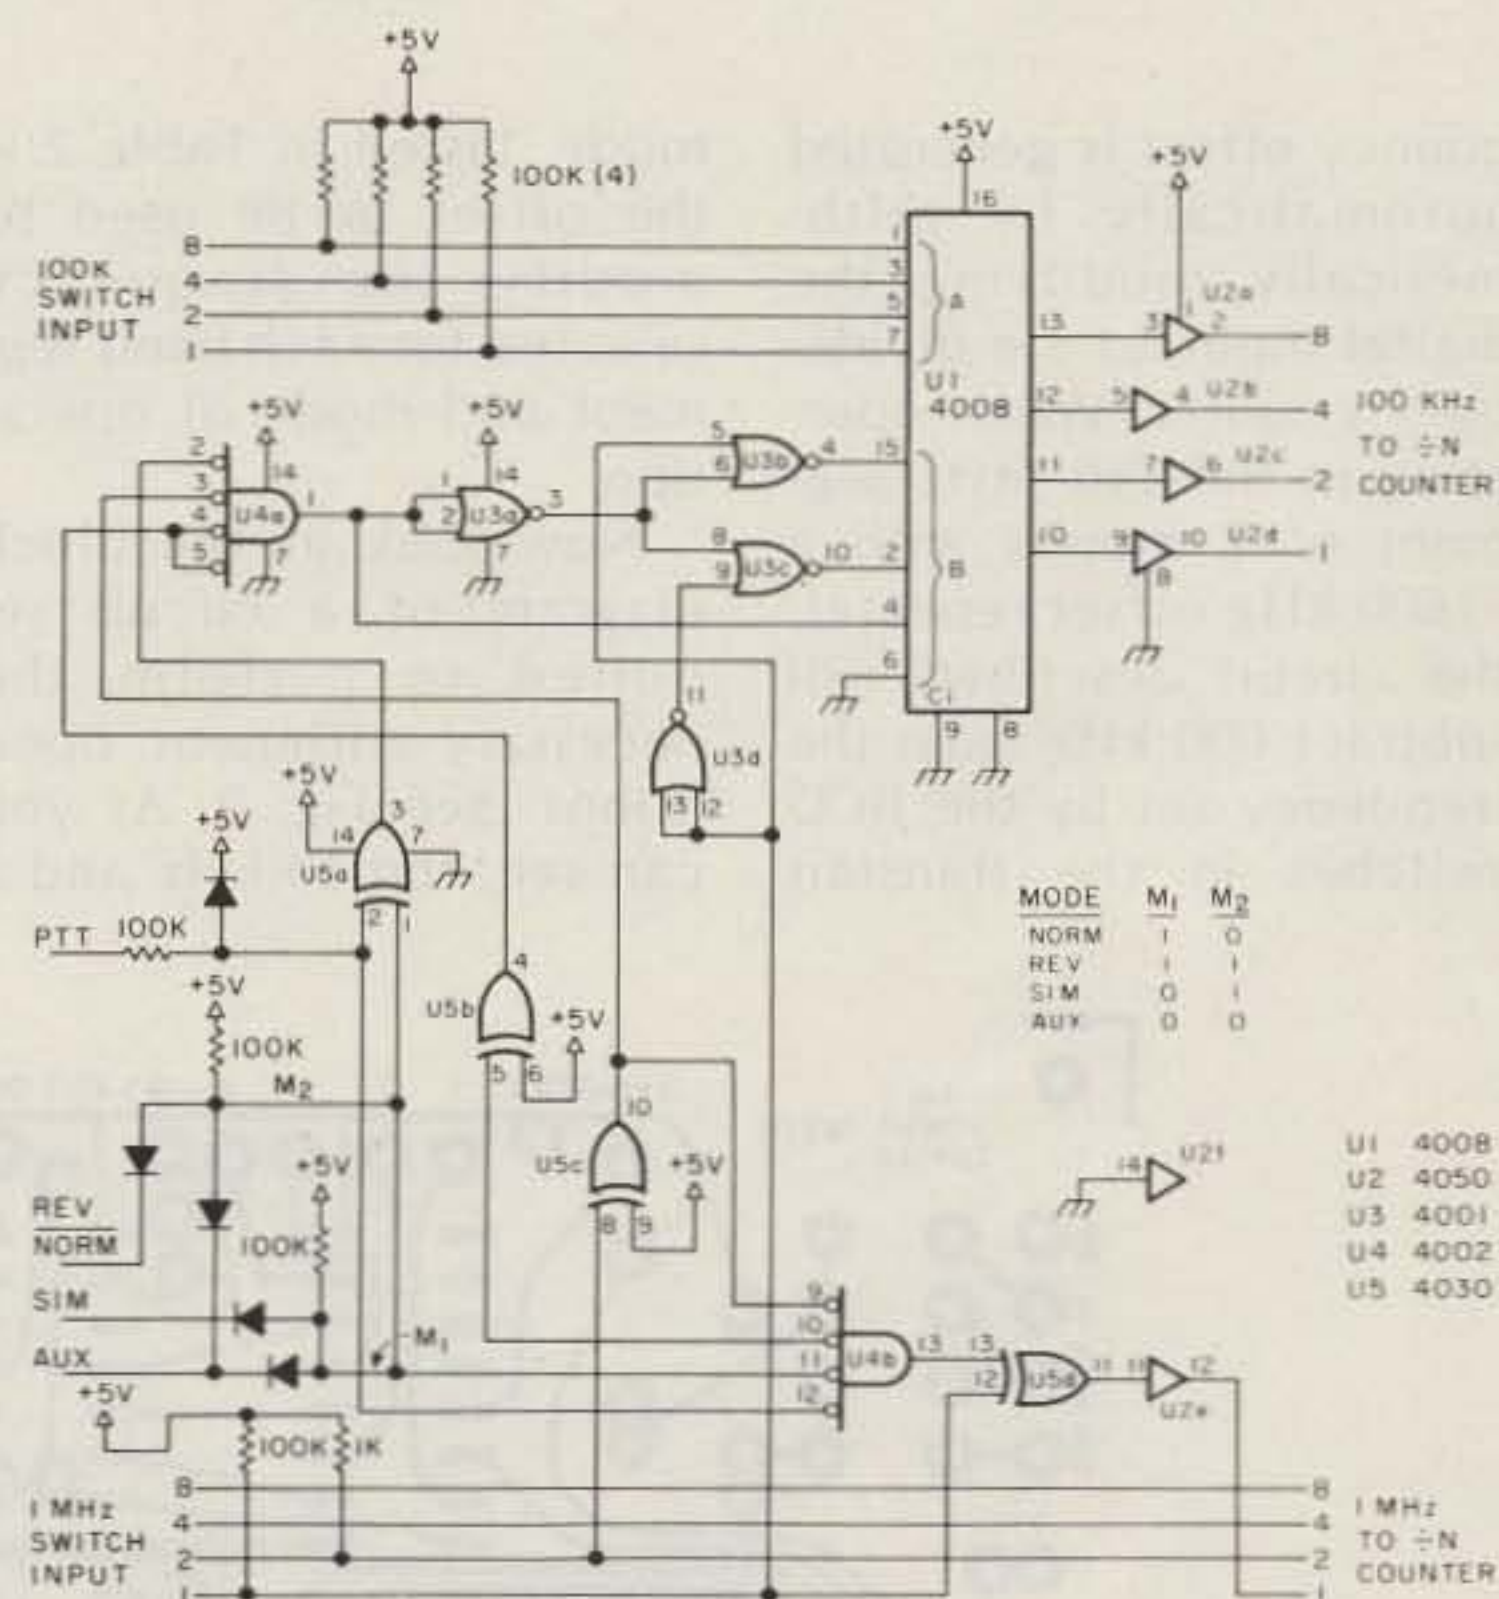 +5V
100K (4)
100K
SWITCH
INPUT
8
4
2
1
+5V
16
1
3
5
7
A
U1
4008
15
2
4
6
B
C1
9
8
13
12
11
10
+5V
3
1
2
U2a
8
5
4
U2b
4
7
6
U2c
2
9
10
U2d
8
1
100 KHz
TO ÷N
COUNTER
+5V
2
3
4
5
14
U4a
1
7
+5V
1
2
14
U3a
3
7
5
6
U3b
4
8
9
U3c
10
11
U3d
13
12
+5V
14
3
7
U5a
2
1
+5V
PTT
100K
+5V
100K
M2
4
U5b
+5V
5
6
10
U5c
+5V
8
9
MODE M1 M2
NORM 1 0
REV 1 1
SIM 0 1
AUX 0 0
14
U2f
U1 4008
U2 4050
U3 4001
U4 4002
U5 4030
REV
NORM
+5V
100K
SIM
AUX
M1
9
10
11
12
U4b
13
13
12
U5d
11
11
12
U2e
+5V
100K
1K
1 MHz
SWITCH
INPUT
8
4
2
1
8
4
2
1
1 MHz
TO ÷N
COUNTER